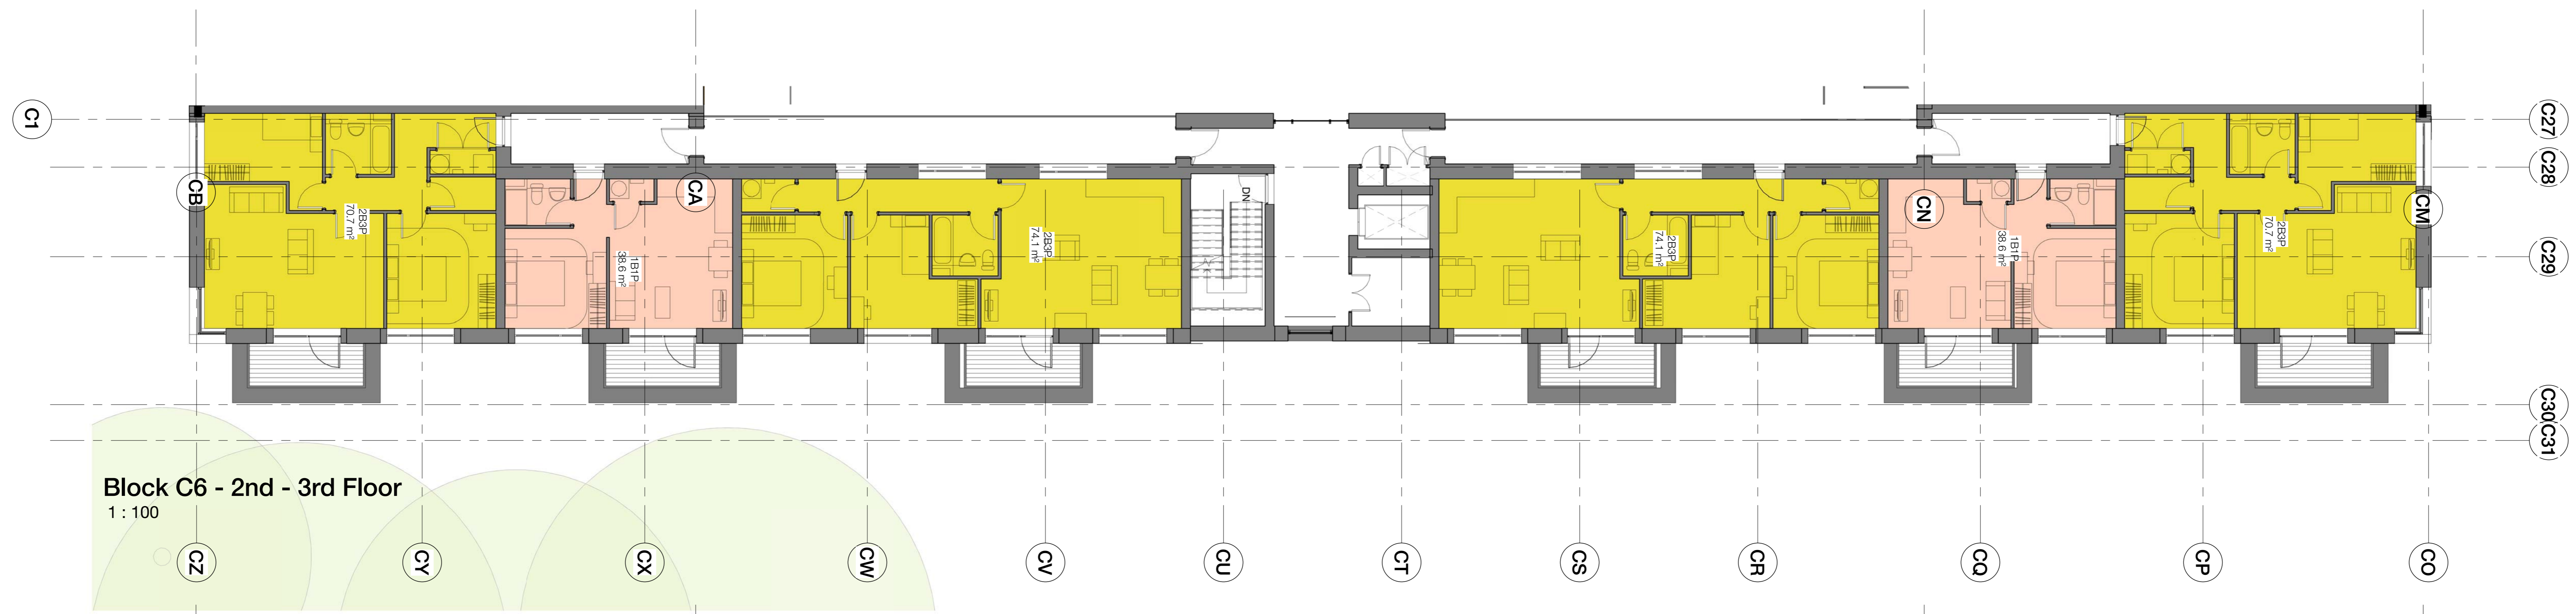 C1
C27
C28
CB
CA
CN
CM
DN
2B3P
70.7 m²
1B1P
38.6 m²
2B3P
74.1 m²
2B3P
74.1 m²
1B1P
38.6 m²
2B3P
70.7 m²
C29
C30
C31
Block C6 - 2nd - 3rd Floor
1 : 100
CZ
CY
CX
CW
CV
CU
CT
CS
CR
CQ
CP
CO